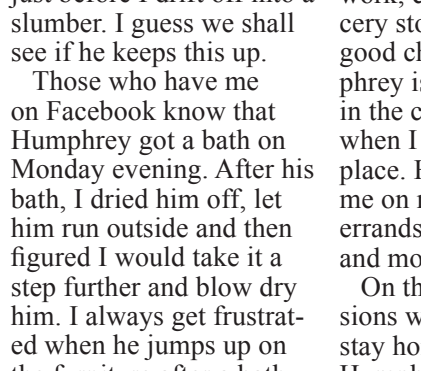 just before I drift off into a
slumber. I guess we shall
see if he keeps this up.
Those who have me
on Facebook know that
Humphrey got a bath on
Monday evening. After his
bath, I dried him off, let
him run outside and then
figured I would take it a
step further and blow dry
him. I always get frustrat-
ed when he jumps up on
the furniture after a bath
cery sto
good ch
phrey is
in the c
when I
place. H
me on
errands
and mo
On th
sions w
stay ho